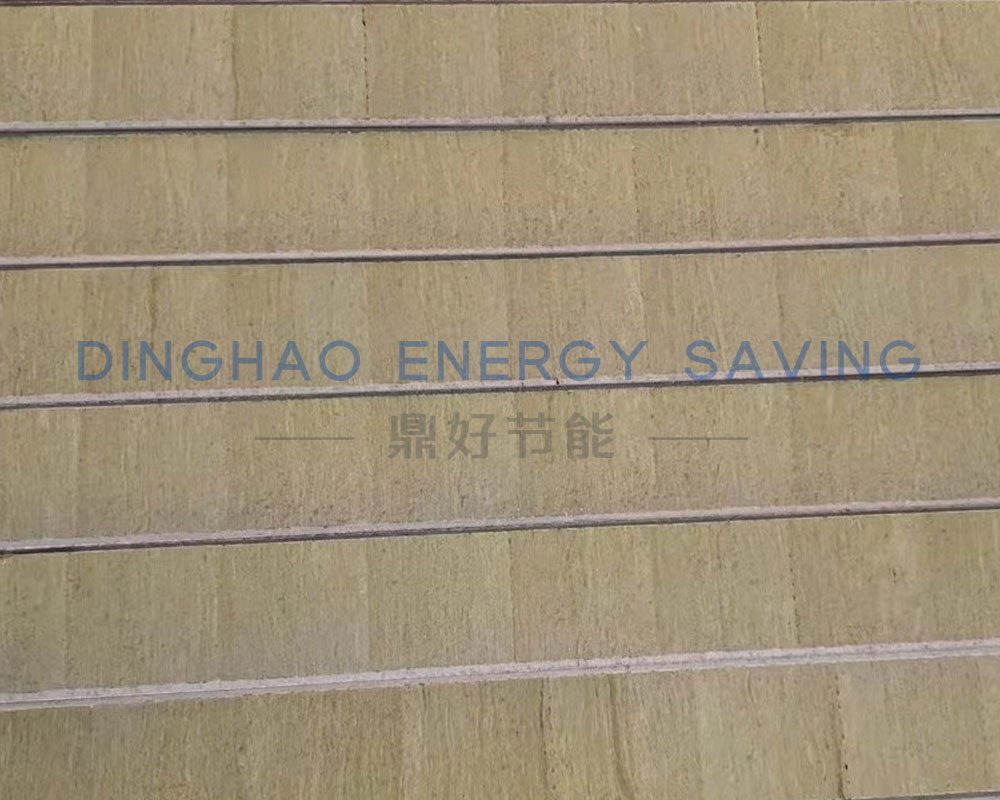 DINGHAO ENERGY SAVING
鼎好节能